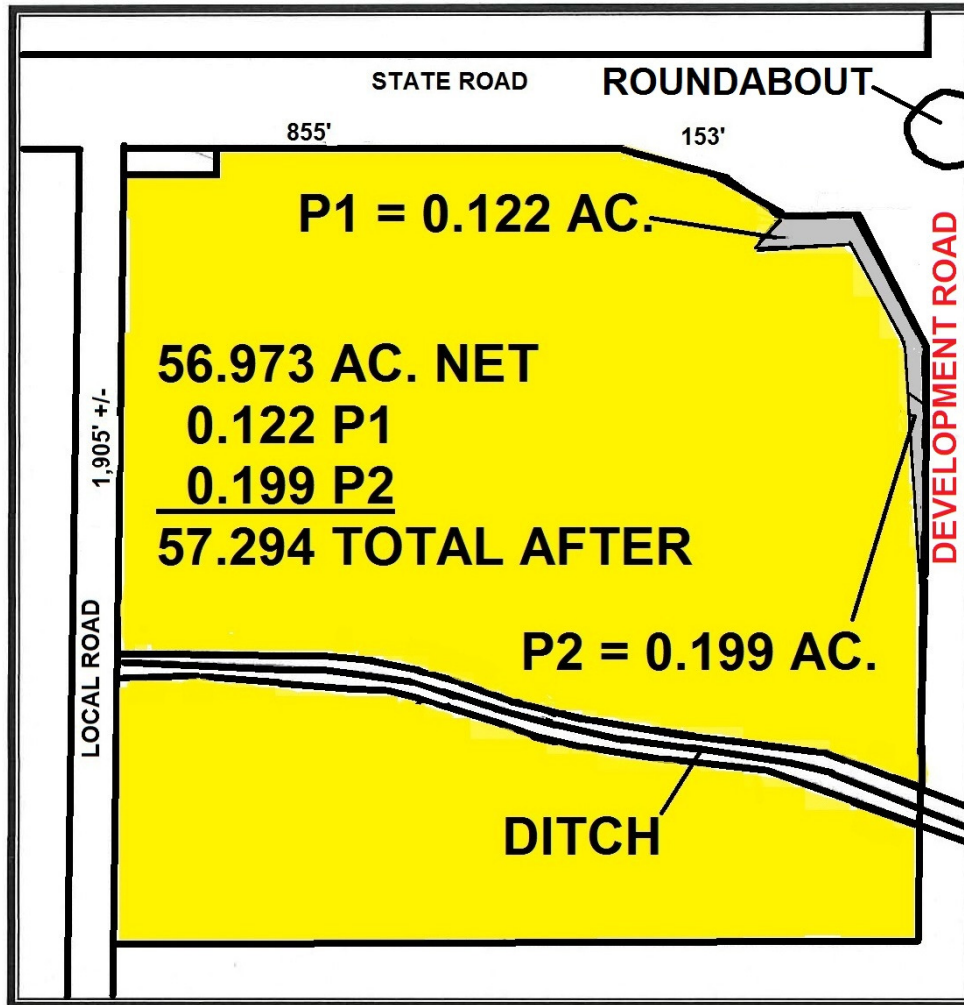 STATE ROAD
ROUNDABOUT
855'
153'
P1 = 0.122 AC.
DEVELOPMENT ROAD
56.973 AC. NET
0.122 P1
0.199 P2
57.294 TOTAL AFTER
1,905' +/-
LOCAL ROAD
P2 = 0.199 AC.
DITCH